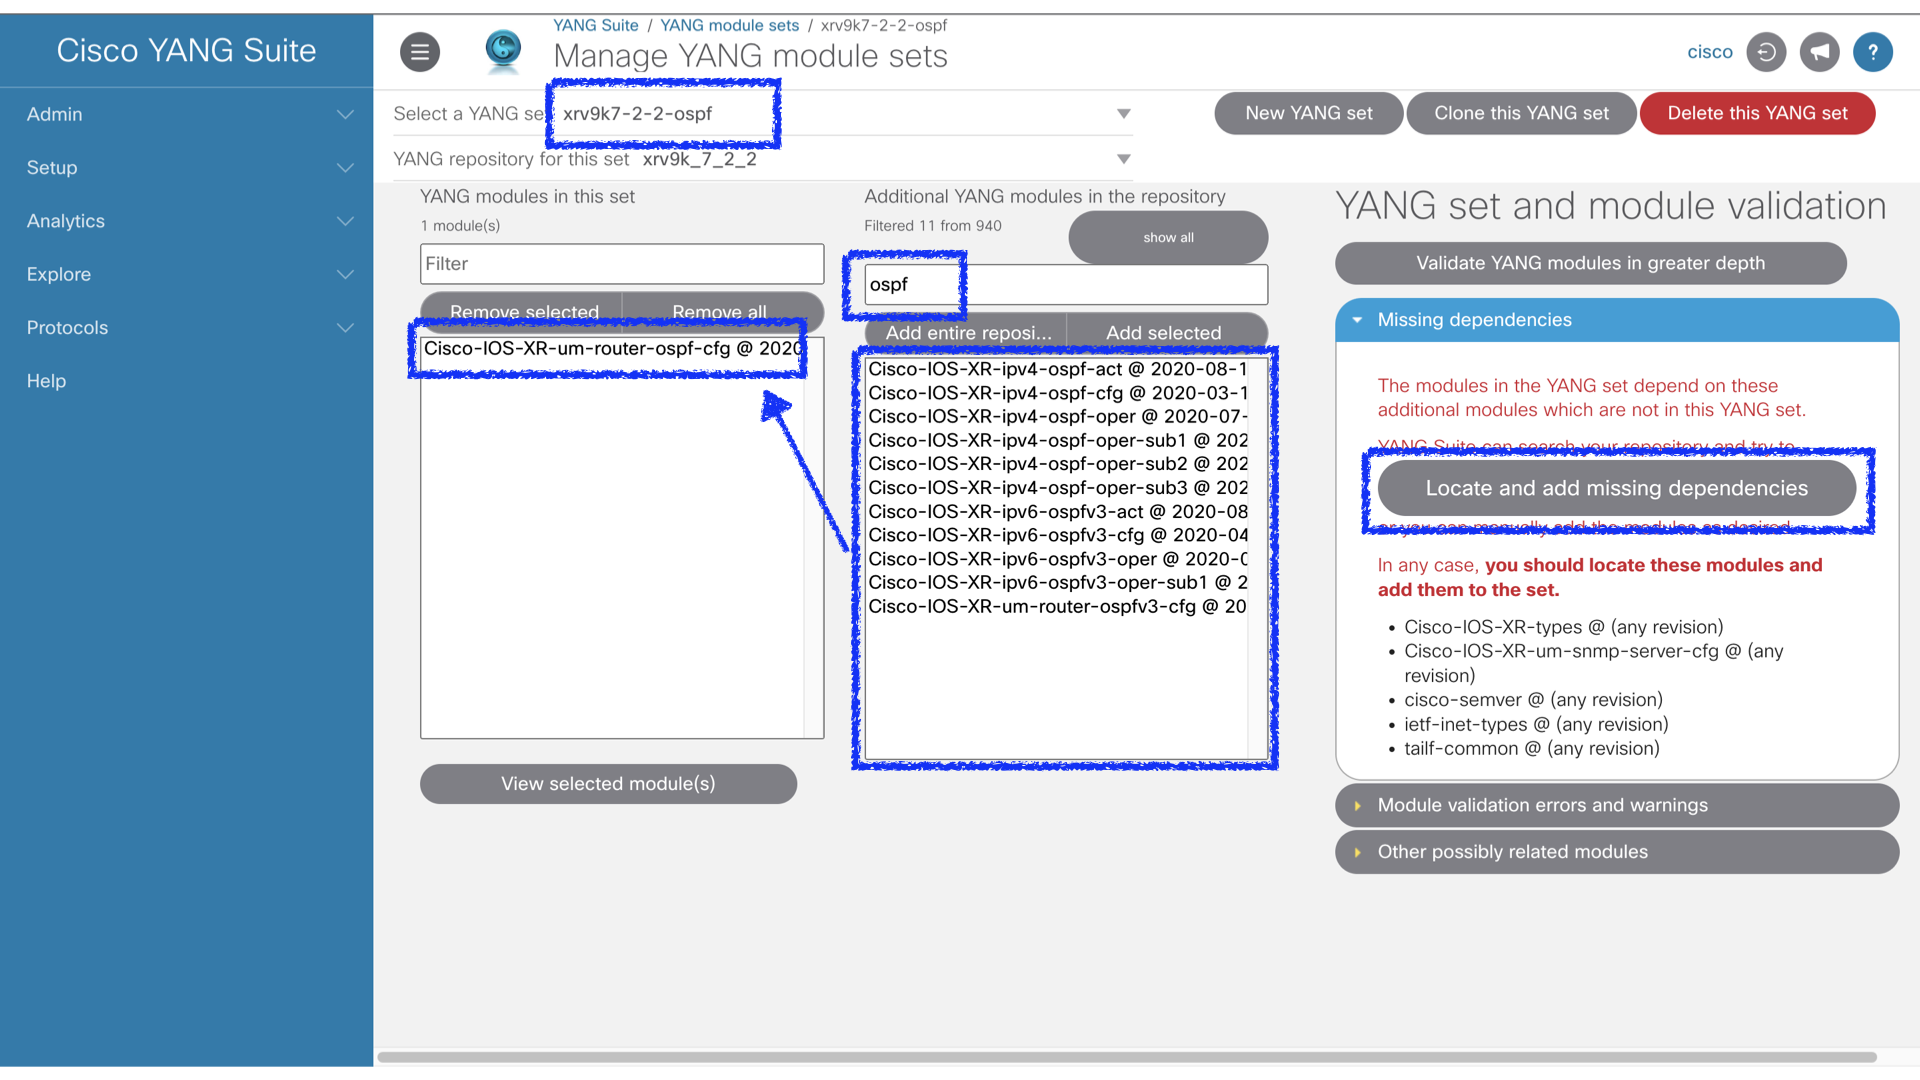 Cisco YANG Suite
Admin
Setup
Analytics
Explore
Protocols
Help
YANG Suite / YANG module sets / xrv9k7-2-2-ospf
Manage YANG module sets
cisco
?
Select a YANG se xrv9k7-2-2-ospf
New YANG set
Clone this YANG set
Delete this YANG set
YANG repository for this set xrv9k_7_2_2
YANG modules in this set
1 module(s)
Filter
Remove selected
Remove all
Cisco-IOS-XR-um-router-ospf-cfg @ 2020
View selected module(s)
Additional YANG modules in the repository
Filtered 11 from 940
show all
ospf
Add entire reposi...
Add selected
Cisco-IOS-XR-ipv4-ospf-act @ 2020-08-1
Cisco-IOS-XR-ipv4-ospf-cfg @ 2020-03-1
Cisco-IOS-XR-ipv4-ospf-oper @ 2020-07-
Cisco-IOS-XR-ipv4-ospf-oper-sub1 @ 202
Cisco-IOS-XR-ipv4-ospf-oper-sub2 @ 202
Cisco-IOS-XR-ipv4-ospf-oper-sub3 @ 202
Cisco-IOS-XR-ipv6-ospfv3-act @ 2020-08
Cisco-IOS-XR-ipv6-ospfv3-cfg @ 2020-04
Cisco-IOS-XR-ipv6-ospfv3-oper @ 2020-0
Cisco-IOS-XR-ipv6-ospfv3-oper-sub1 @ 2
Cisco-IOS-XR-um-router-ospfv3-cfg @ 20
YANG set and module validation
Validate YANG modules in greater depth
Missing dependencies
The modules in the YANG set depend on these
additional modules which are not in this YANG set.
YANG Suite can search your repository and try to
Locate and add missing dependencies
or you can manually add the modules as desired.
In any case, you should locate these modules and
add them to the set.
• Cisco-IOS-XR-types @ (any revision)
• Cisco-IOS-XR-um-snmp-server-cfg @ (any
revision)
• cisco-semver @ (any revision)
• ietf-inet-types @ (any revision)
• tailf-common @ (any revision)
Module validation errors and warnings
Other possibly related modules